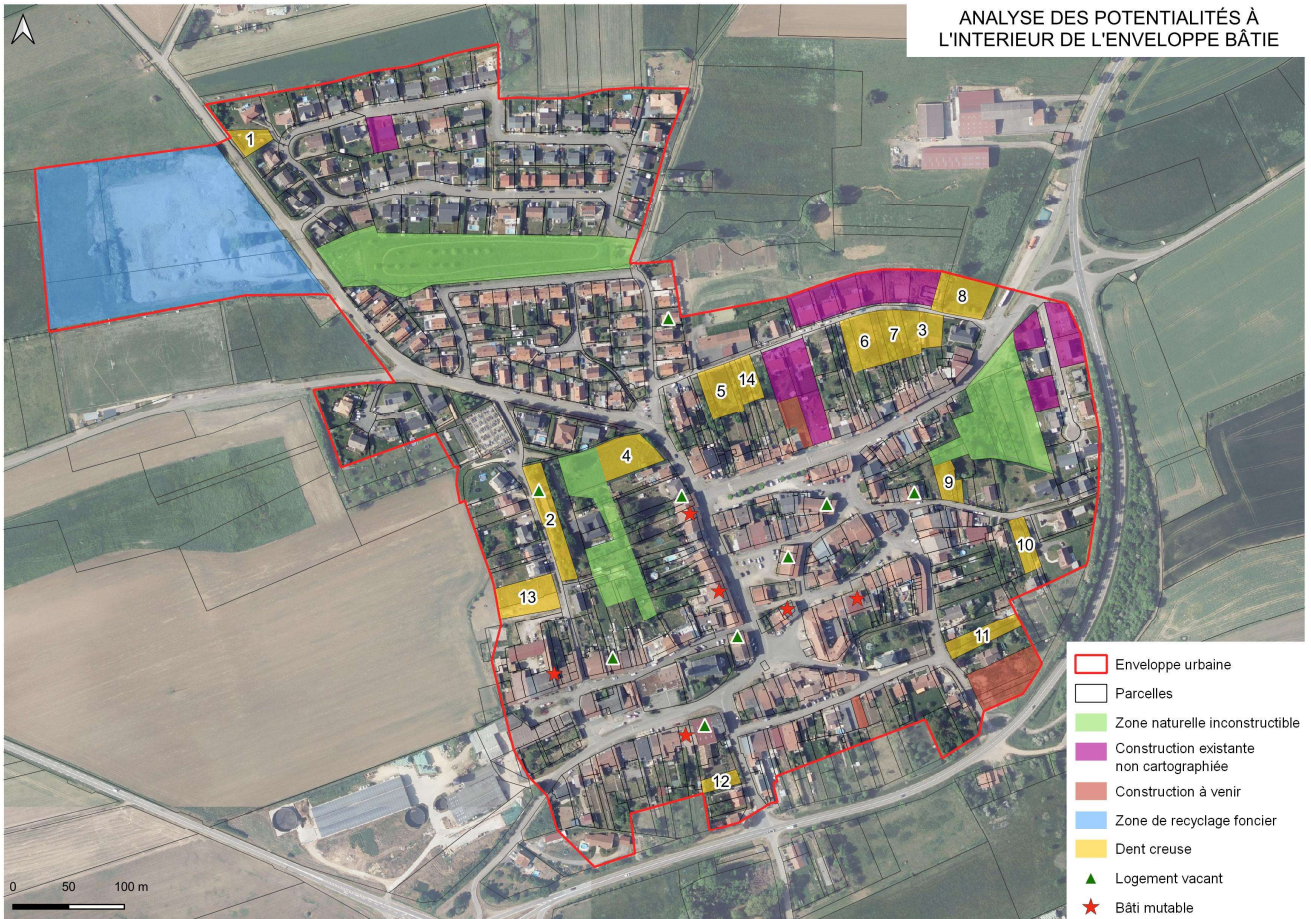 ANALYSE DES POTENTIALITÉS À
L'INTERIEUR DE L'ENVELOPPE BÂTIE
1
8
6
7
3
5
14
4
9
2
10
13
11
12
Enveloppe urbaine
Parcelles
Zone naturelle inconstructible
Construction existante
non cartographiée
Construction à venir
Zone de recyclage foncier
Dent creuse
Logement vacant
Bâti mutable
0 50 100 m